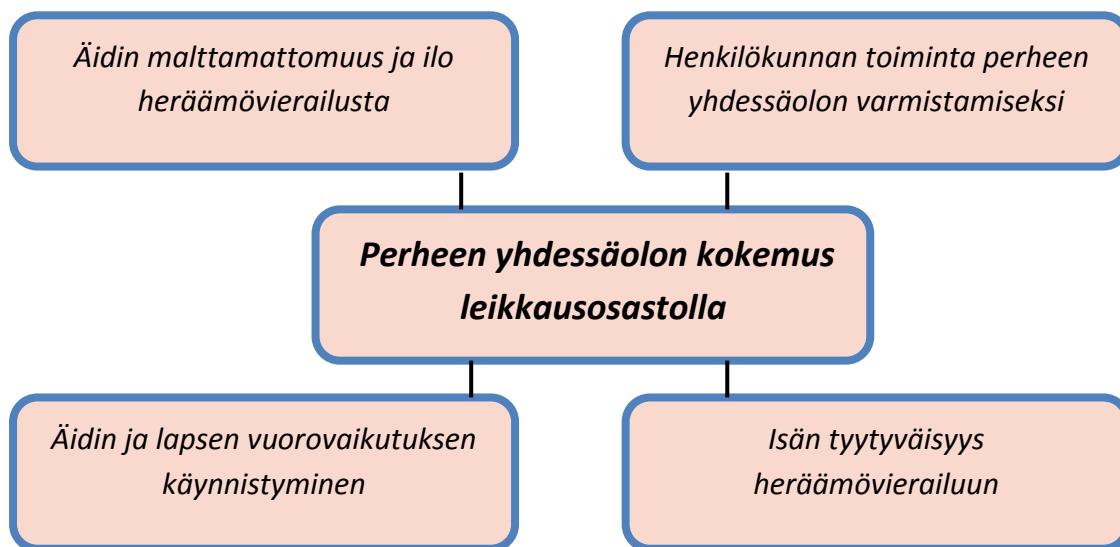 Äidin malttamattomuus ja ilo
heräämövierailusta
Henkilökunnan toiminta perheen
yhdessäolon varmistamiseksi
Perheen yhdessäolon kokemus
leikkausosastolla
Äidin ja lapsen vuorovaikutuksen
käynnistyminen
Isän tyytyväisyys
heräämövierailuun